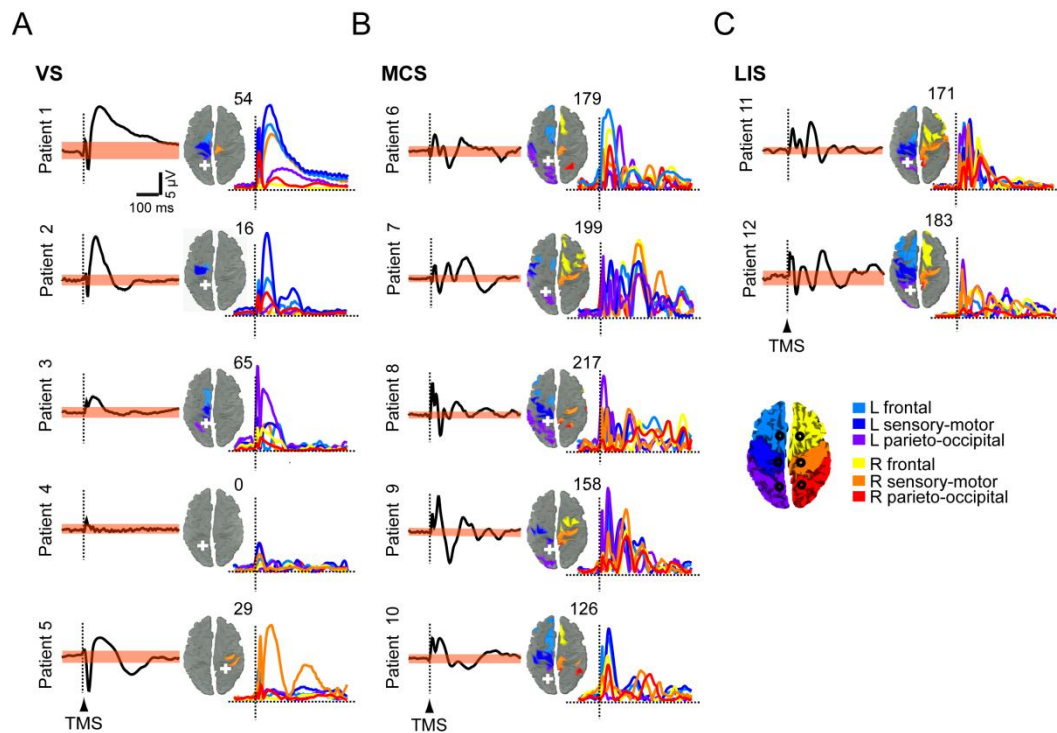 A
VS
Patient 1
54
5 µV
100 ms
Patient 2
16
Patient 3
65
Patient 4
0
Patient 5
29
TMS
B
MCS
Patient 6
179
Patient 7
199
Patient 8
217
Patient 9
158
Patient 10
126
TMS
C
LIS
Patient 11
171
Patient 12
183
TMS
L frontal
L sensory-motor
L parieto-occipital
R frontal
R sensory-motor
R parieto-occipital